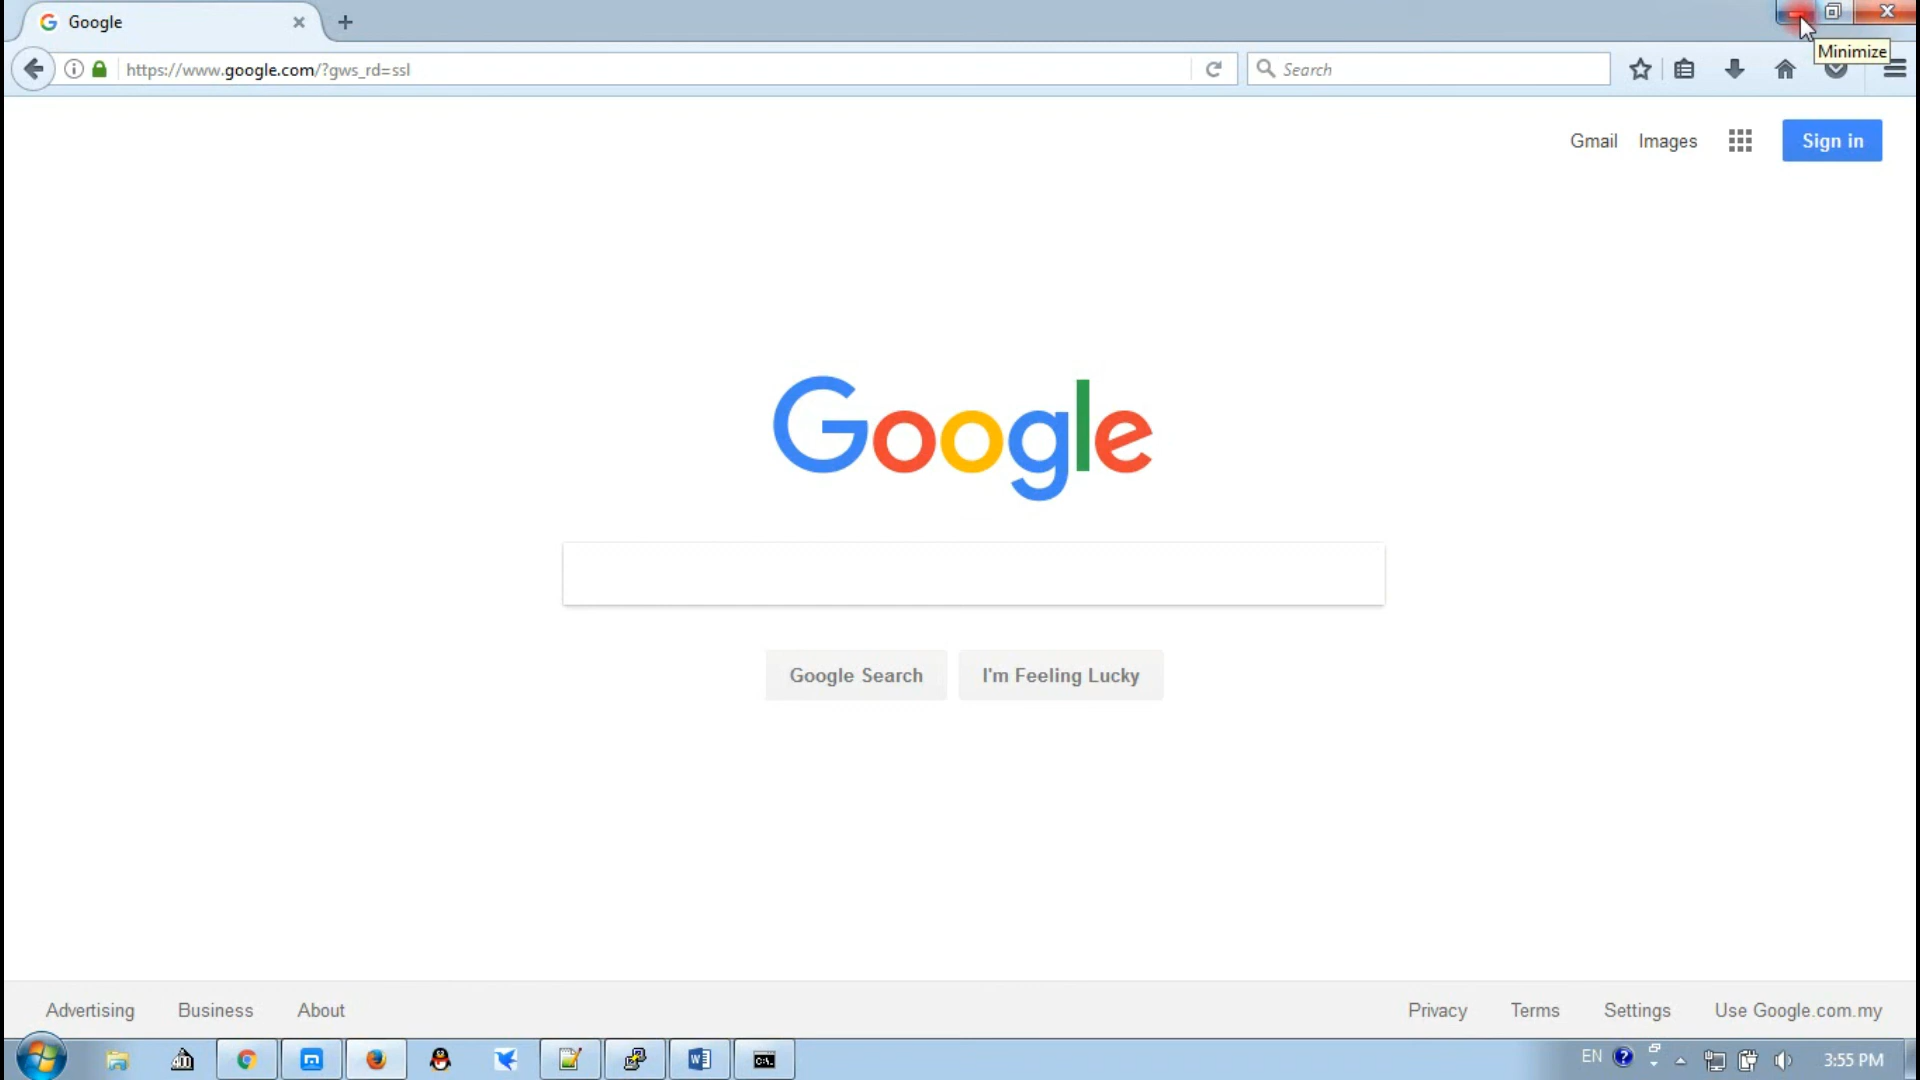 Google
https://www.google.com/?gws_rd=ssl
Search
Minimize
Gmail Images Sign in
Google
Google Search I'm Feeling Lucky
Advertising Business About Privacy Terms Settings Use Google.com.my
EN 3:55 PM